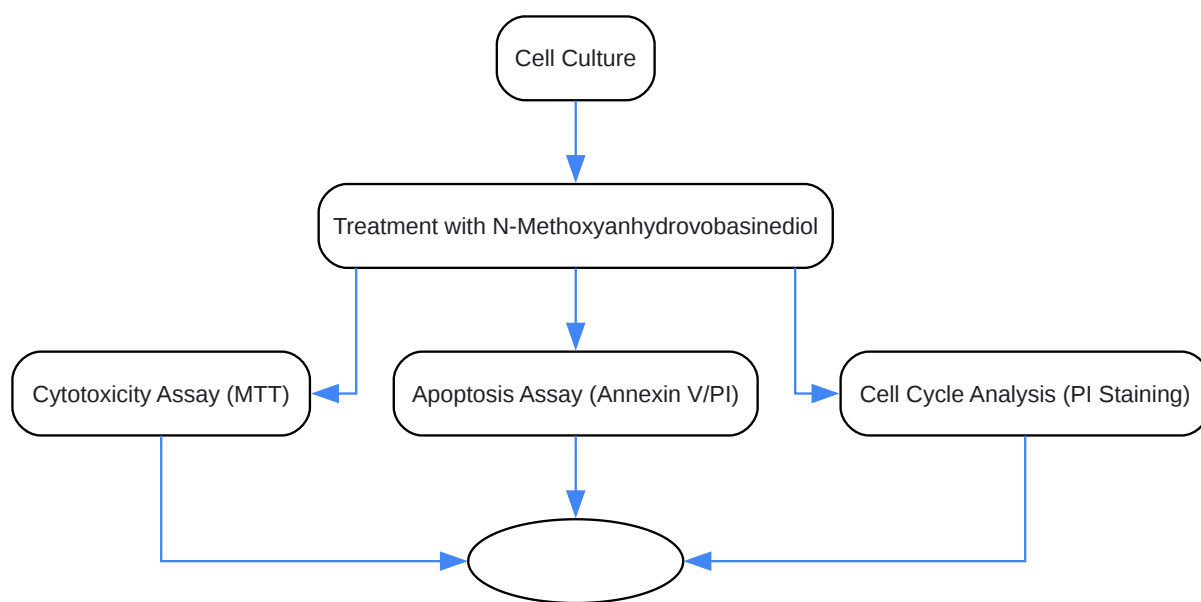 Cell Culture
Treatment with N-Methoxyanhydrovobasinediol
Cytotoxicity Assay (MTT)
Apoptosis Assay (Annexin V/PI)
Cell Cycle Analysis (PI Staining)